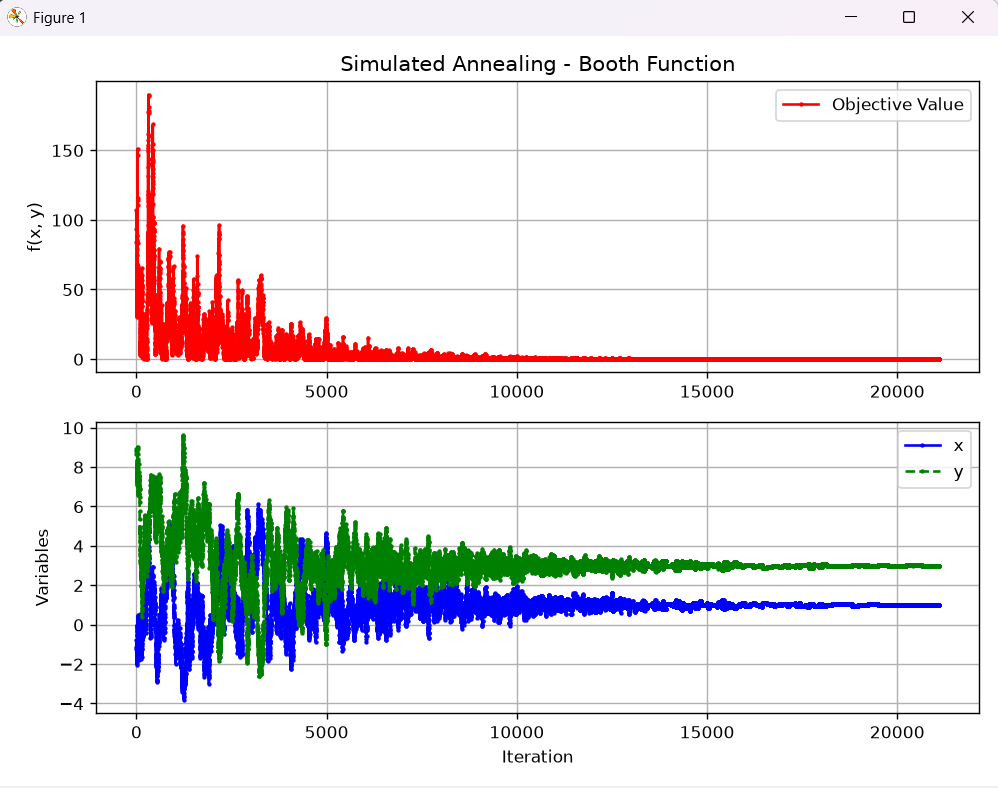 Figure 1
Simulated Annealing - Booth Function
Objective Value
f(x, y)
150
100
50
0
0 5000 10000 15000 20000
x
y
Variables
10
8
6
4
2
0
−2
−4
0 5000 10000 15000 20000
Iteration